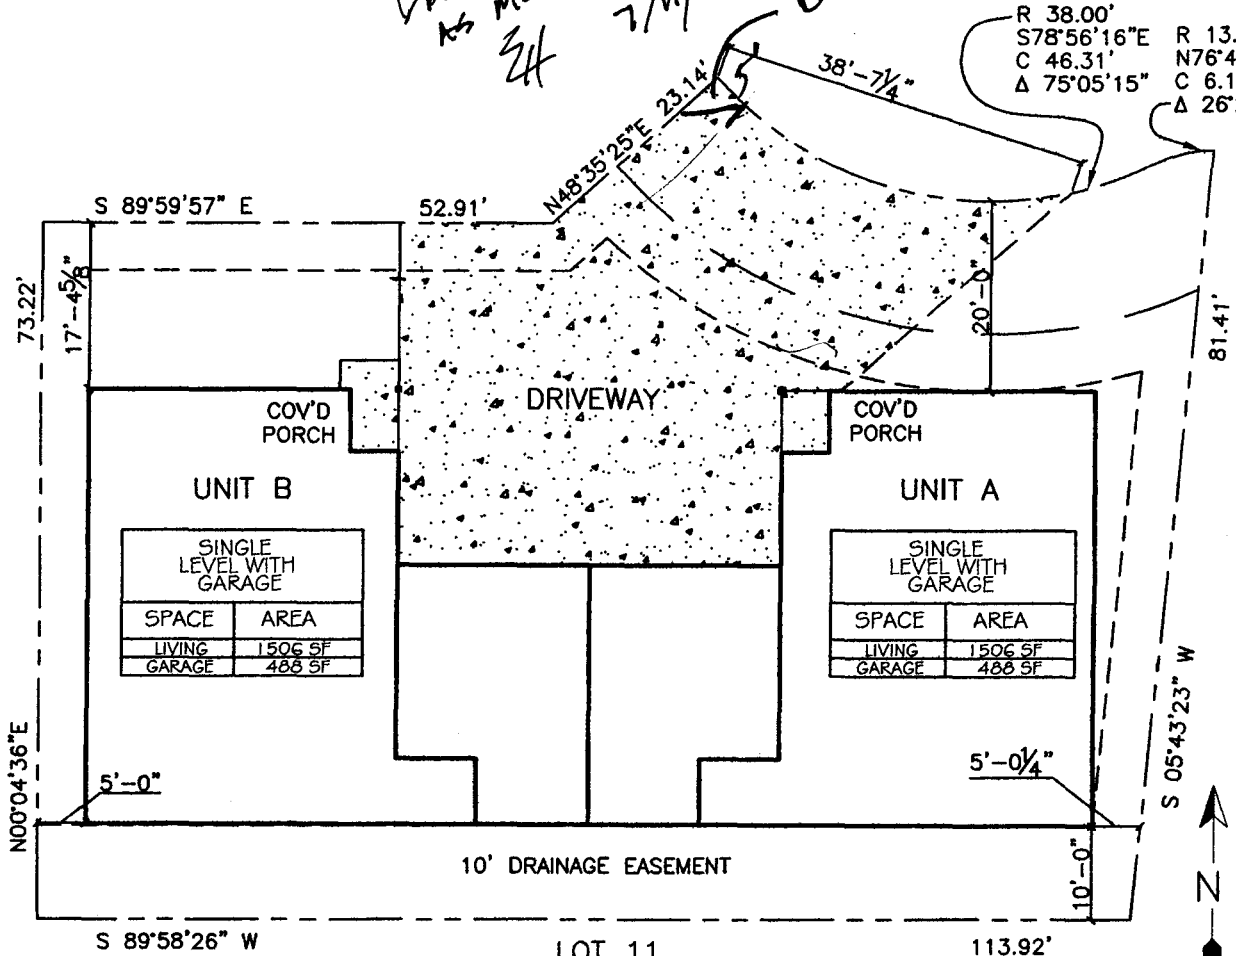 AS
7/11/
R 38.00'
S78°56'16"E
C 46.31'
Δ 75°05'15"
R 13.
N76°4
C 6.1
Δ 26°
38'-7¼"
N48°35'25"E 23.14'
S 89°59'57" E
52.91'
73.22'
17'-4⅝"
20'-0"
81.41'
DRIVEWAY
COV'D
PORCH
COV'D
PORCH
UNIT B
UNIT A
SINGLE
LEVEL WITH
GARAGE
SPACE AREA
LIVING 1506 SF
GARAGE 488 SF
SINGLE
LEVEL WITH
GARAGE
SPACE AREA
LIVING 1506 SF
GARAGE 488 SF
N00°04'36"E
S 05°43'23" W
5'-0"
5'-0¼"
10' DRAINAGE EASEMENT
10'-0"
N
S 89°58'26" W
LOT 11
113.92'